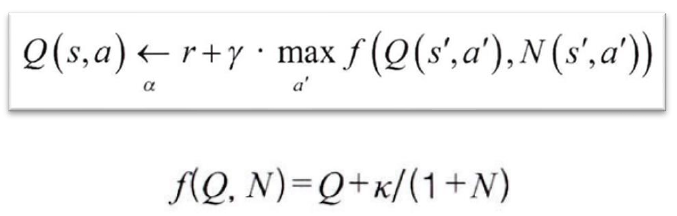 Q(s,a) ←α r+γ · max a′ f(Q(s′,a′),N(s′,a′))
f(Q, N)=Q+κ/(1+N)